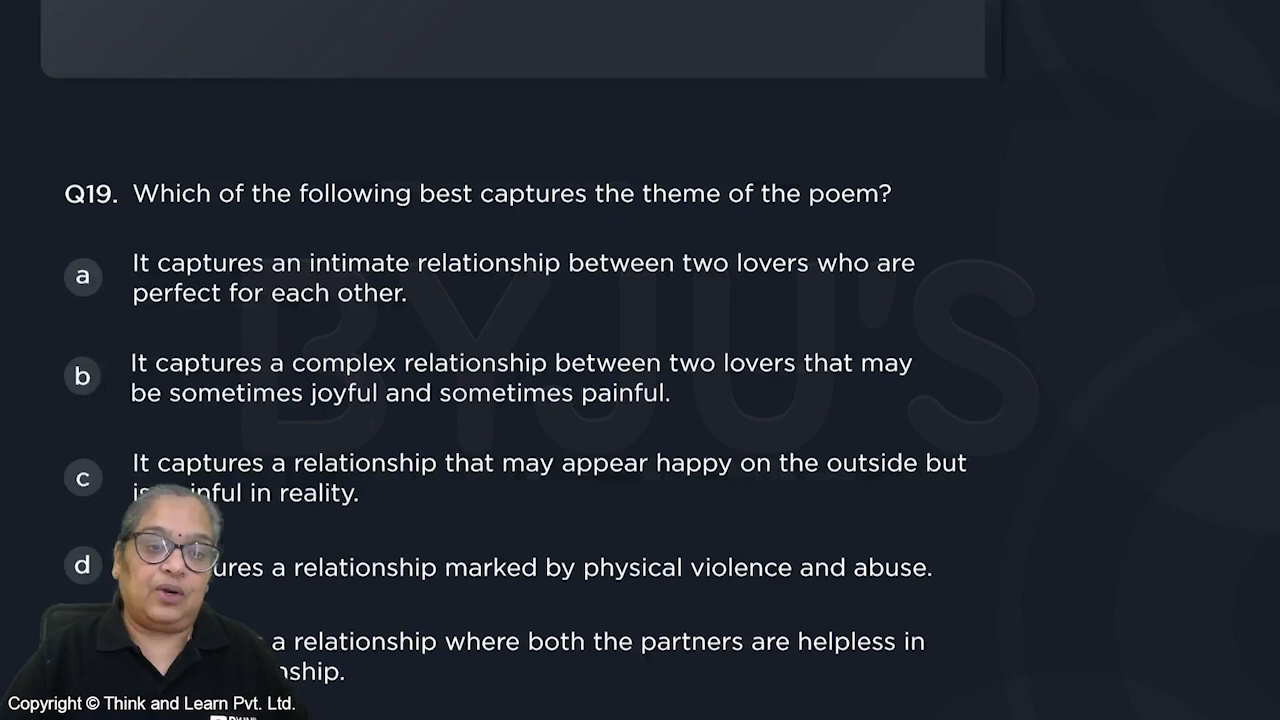 Q19. Which of the following best captures the theme of the poem?
a It captures an intimate relationship between two lovers who are
perfect for each other.
b It captures a complex relationship between two lovers that may
be sometimes joyful and sometimes painful.
c It captures a relationship that may appear happy on the outside but
in reality.
d a relationship marked by physical violence and abuse.
a relationship where both the partners are helpless in
BYJU'S
Copyright © Think and Learn Pvt. Ltd.